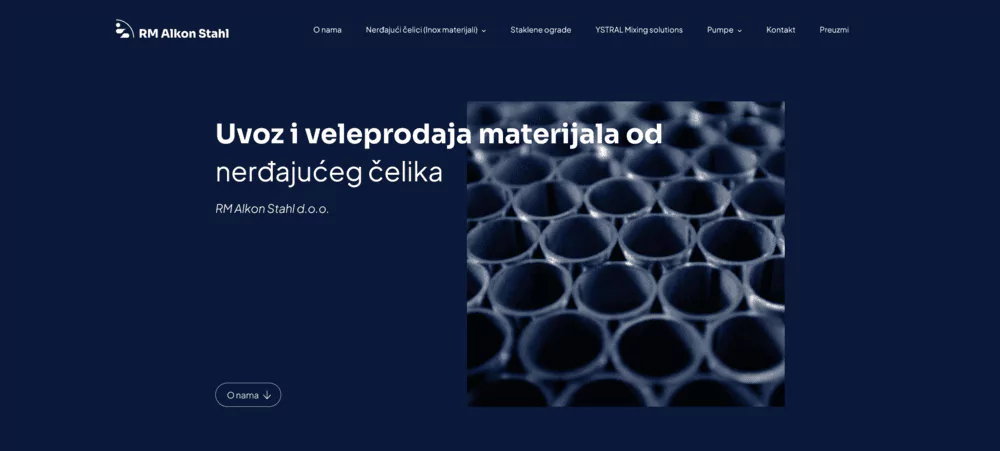 RM Alkon Stahl
O nama
Nerđajući čelici (Inox materijali)
Staklene ograde
YSTRAL Mixing solutions
Pumpe
Kontakt
Preuzmi
Uvoz i veleprodaja materijala od
nerđajućeg čelika
RM Alkon Stahl d.o.o.
O nama